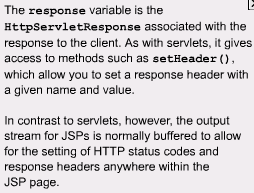 The response variable is the
HttpServletResponse associated with the
response to the client. As with servlets, it gives
access to methods such as setHeader(),
which allow you to set a response header with
a given name and value.
In contrast to servlets, however, the output
stream for JSPs is normally buffered to allow
for the setting of HTTP status codes and
response headers anywhere within the
JSP page.